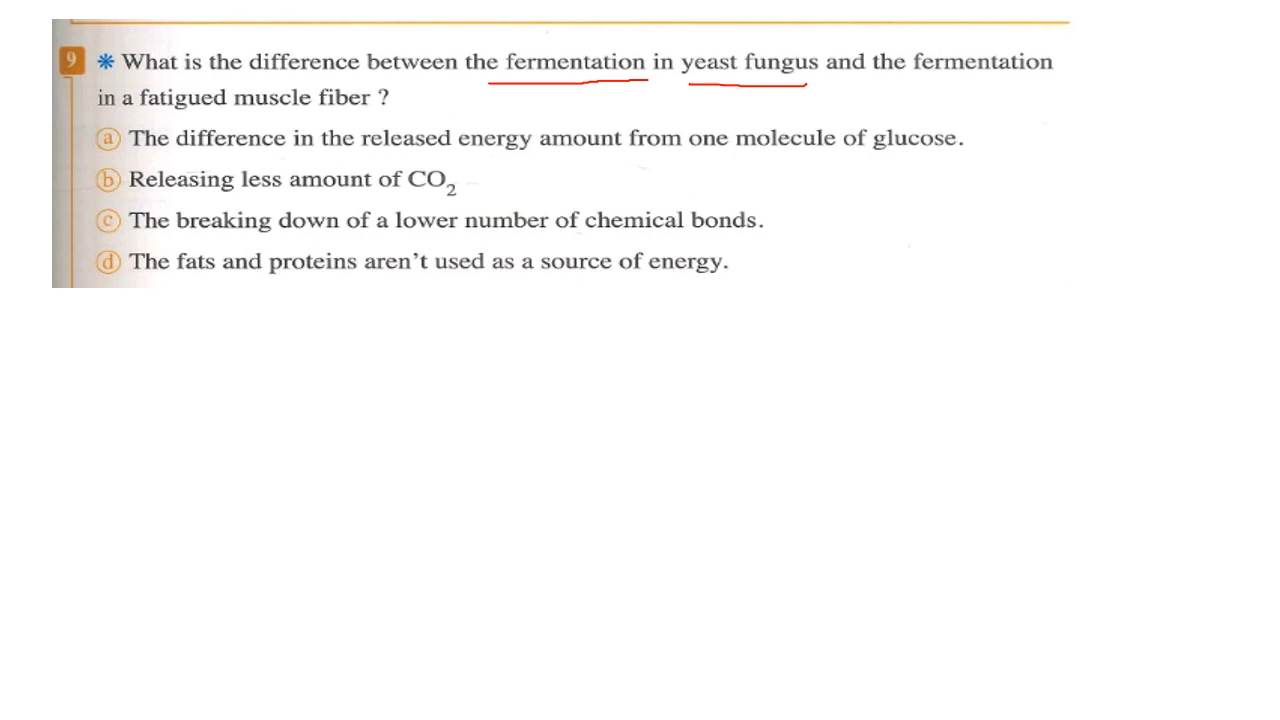 9 * What is the difference between the fermentation in yeast fungus and the fermentation
in a fatigued muscle fiber ?
ⓐ The difference in the released energy amount from one molecule of glucose.
ⓑ Releasing less amount of CO₂
ⓒ The breaking down of a lower number of chemical bonds.
ⓓ The fats and proteins aren't used as a source of energy.